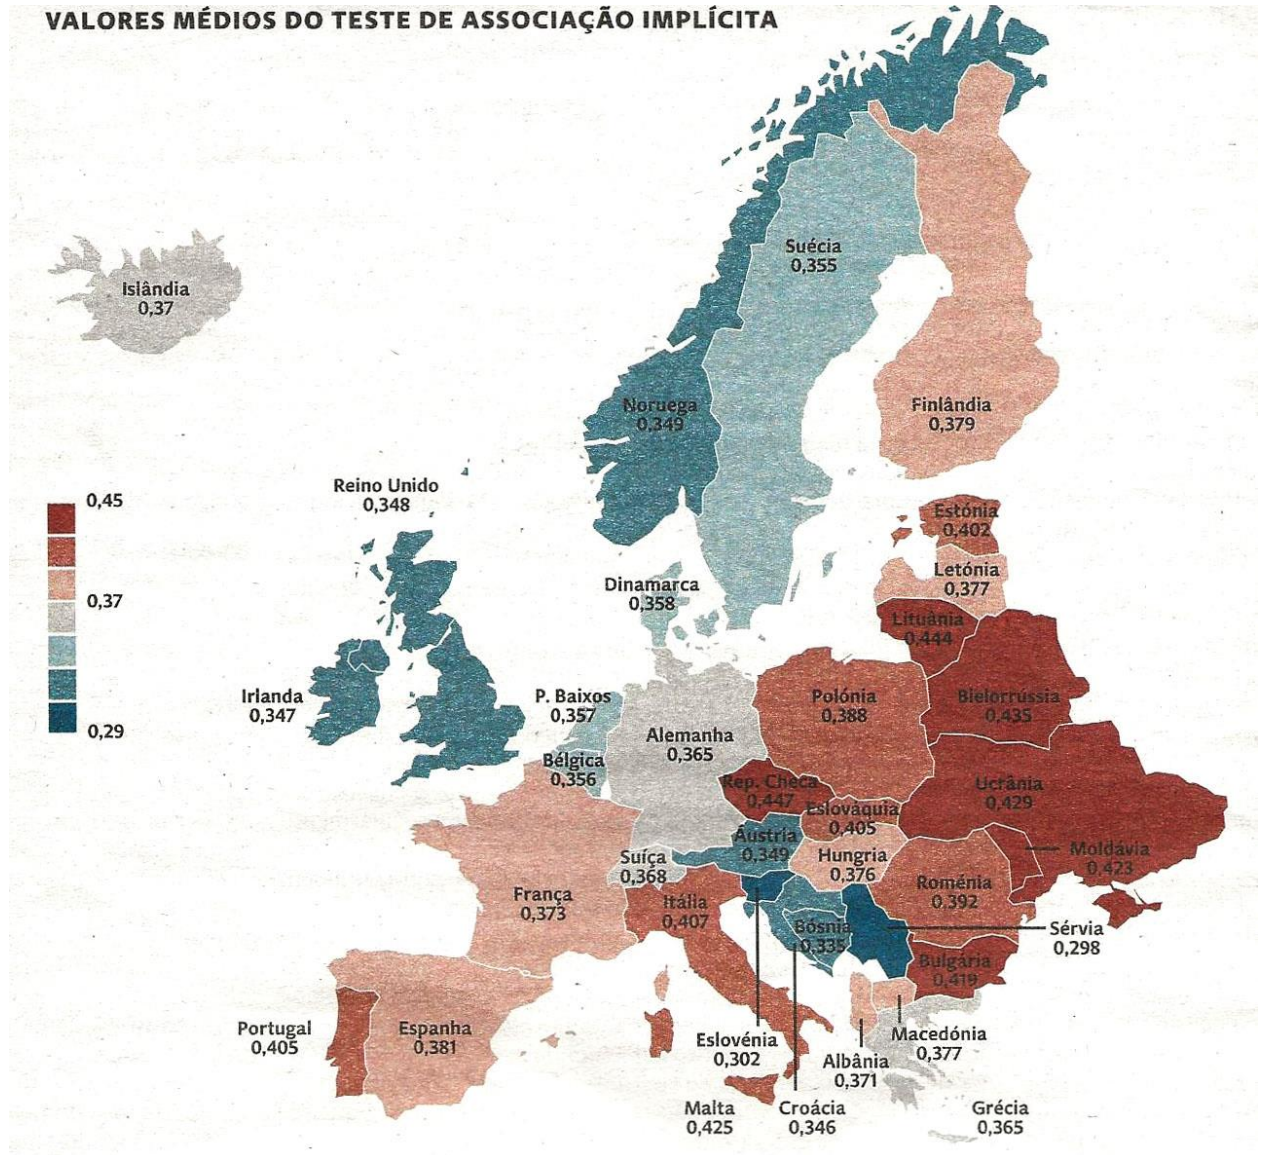 VALORES MÉDIOS DO TESTE DE ASSOCIAÇÃO IMPLÍCITA
Islândia
0,37
Suécia
0,355
Noruega
0,349
Finlândia
0,379
Reino Unido
0,348
0,45
0,37
0,29
Estónia
0,402
Letónia
0,377
Dinamarca
0,358
Lituânia
0,444
Irlanda
0,347
P. Baixos
0,357
Polónia
0,388
Bielorrússia
0,435
Alemanha
0,365
Bélgica
0,356
Rep. Checa
0,447
Ucrânia
0,429
Eslováquia
0,405
Áustria
0,349
Hungria
0,376
Moldávia
0,423
Suíça
0,368
Roménia
0,392
França
0,373
Itália
0,407
Bósnia
0,335
Sérvia
0,298
Bulgária
0,419
Portugal
0,405
Espanha
0,381
Eslovénia
0,302
Macedónia
0,377
Albânia
0,371
Malta
0,425
Croácia
0,346
Grécia
0,365